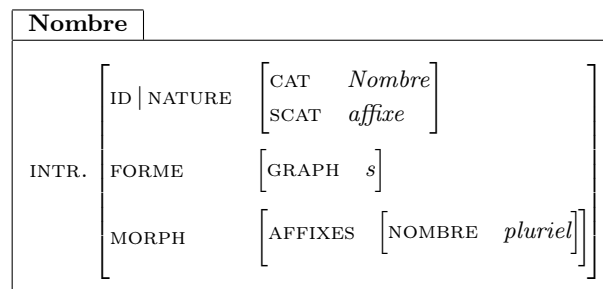 Nombre
CAT Nombre
ID | NATURE
SCAT affixe
INTR. FORME GRAPH s
MORPH AFFIXES NOMBRE pluriel